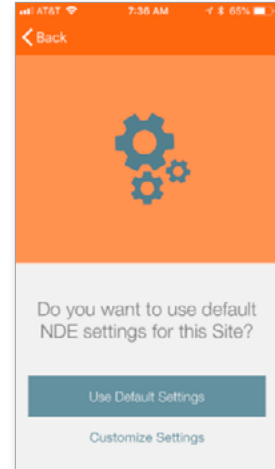 AT&T 7:36 AM 65%
Back
Do you want to use default
NDE settings for this Site?
Use Default Settings
Customize Settings